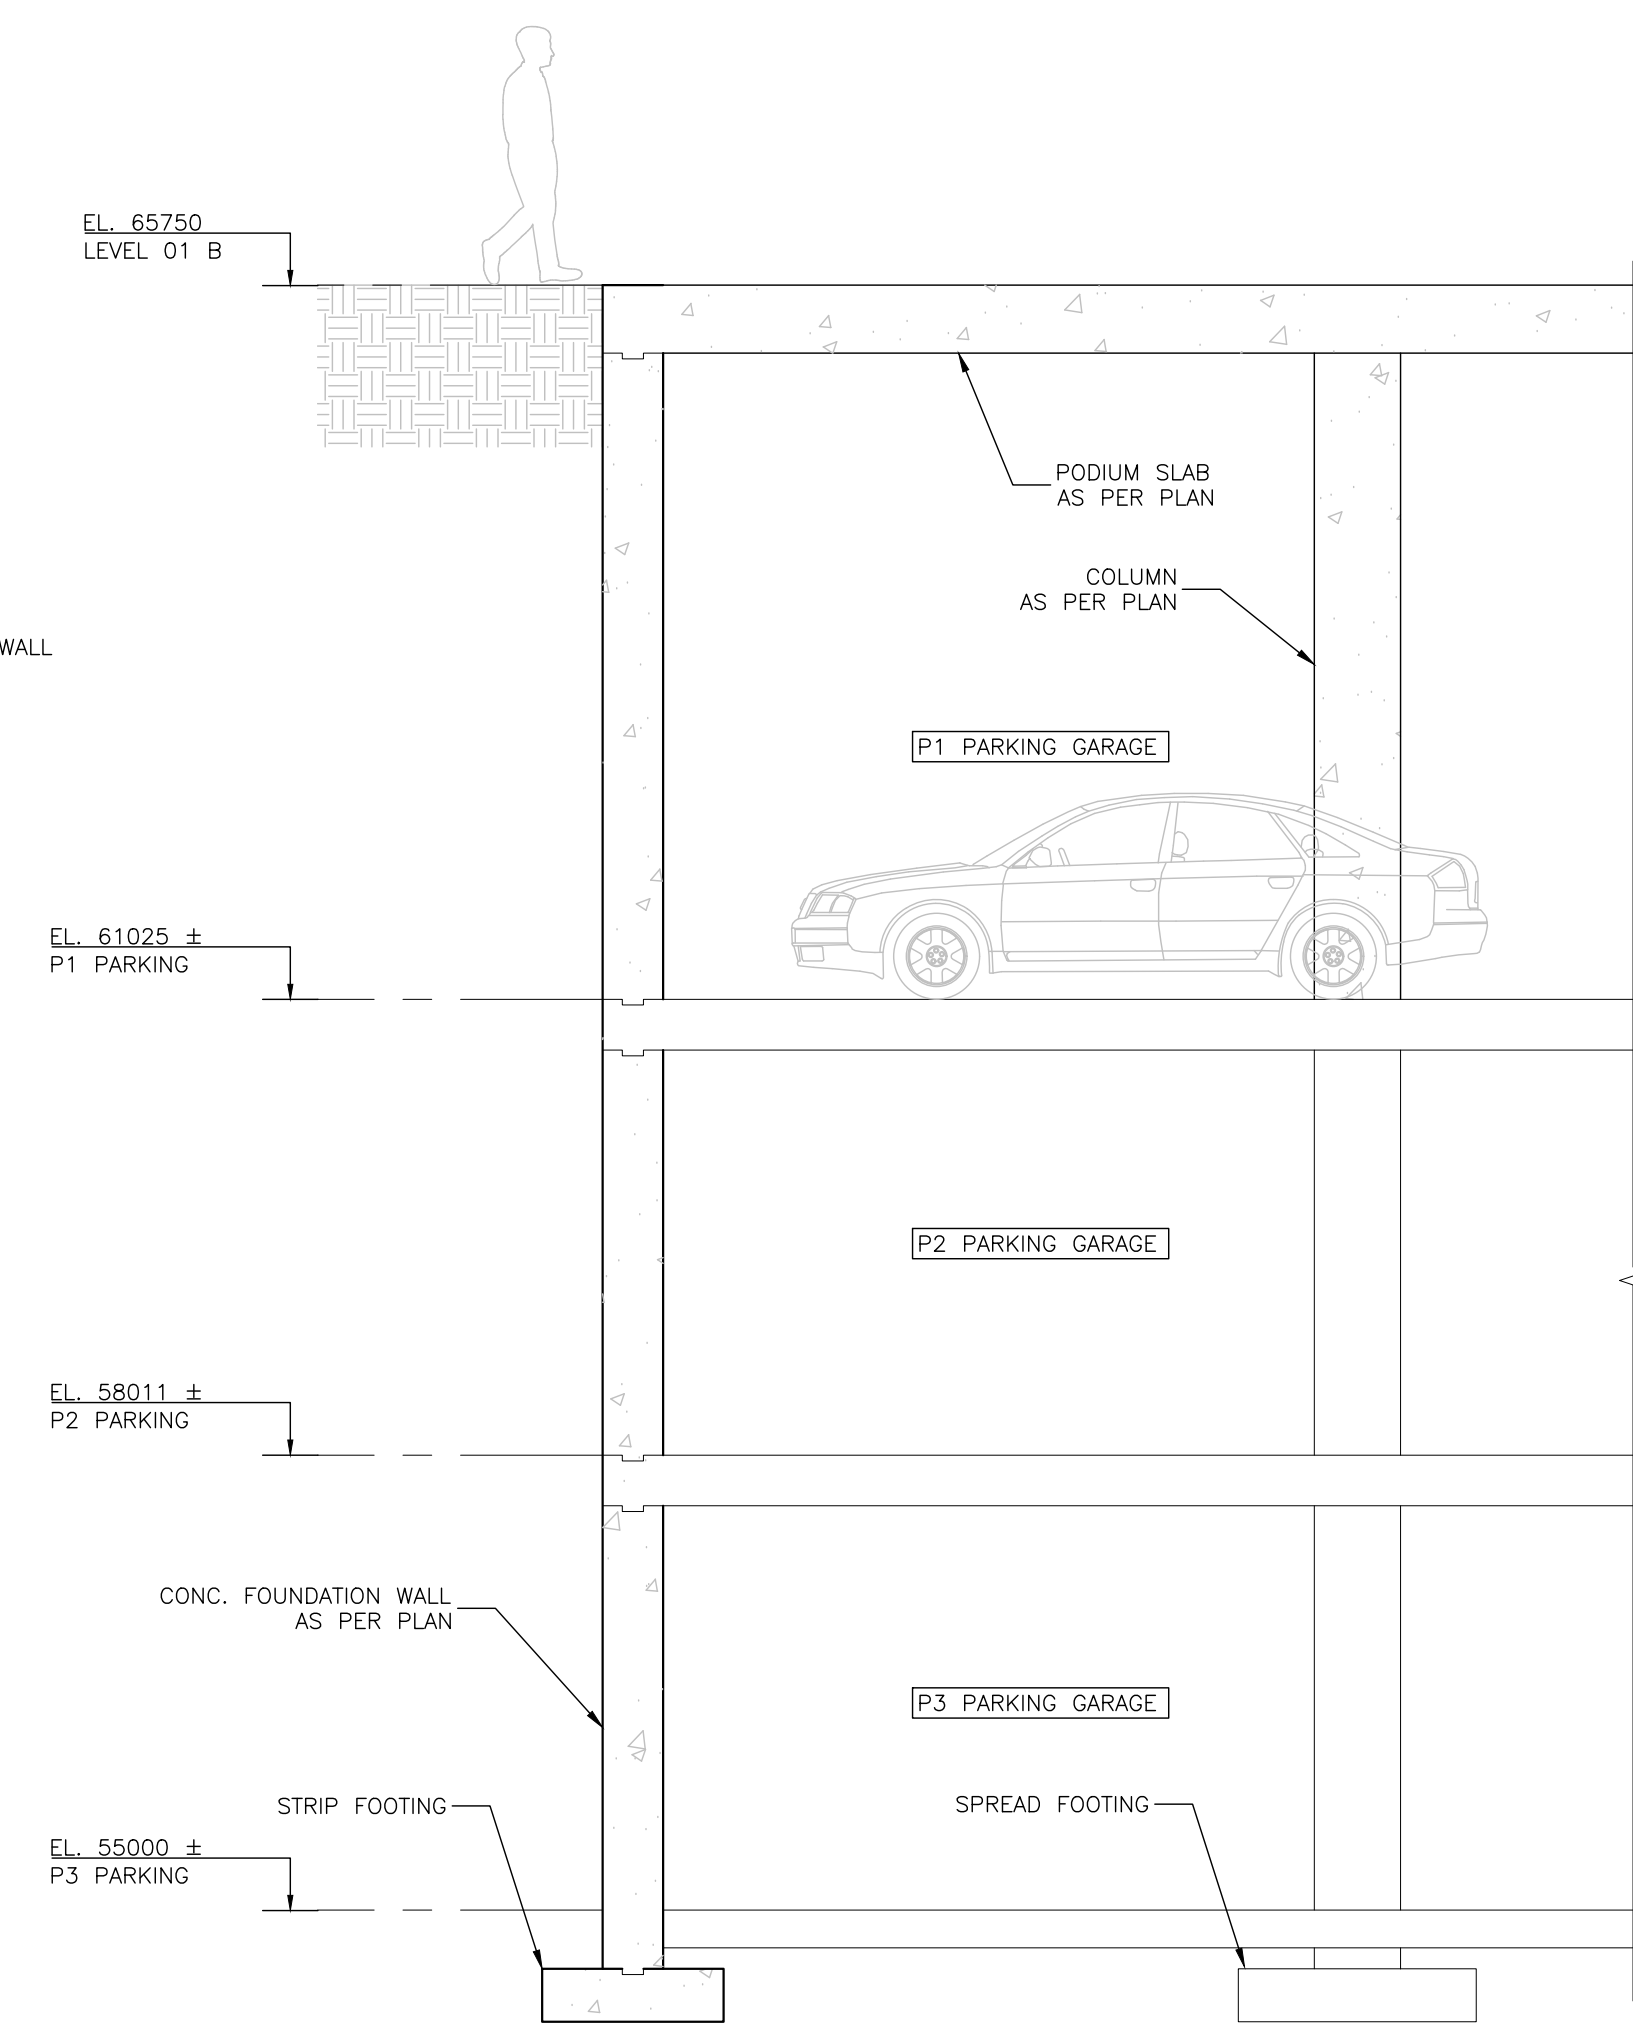 EL. 65750
LEVEL 01 B
PODIUM SLAB
AS PER PLAN
COLUMN
AS PER PLAN
WALL
P1 PARKING GARAGE
EL. 61025 ±
P1 PARKING
P2 PARKING GARAGE
EL. 58011 ±
P2 PARKING
CONC. FOUNDATION WALL
AS PER PLAN
P3 PARKING GARAGE
STRIP FOOTING
SPREAD FOOTING
EL. 55000 ±
P3 PARKING